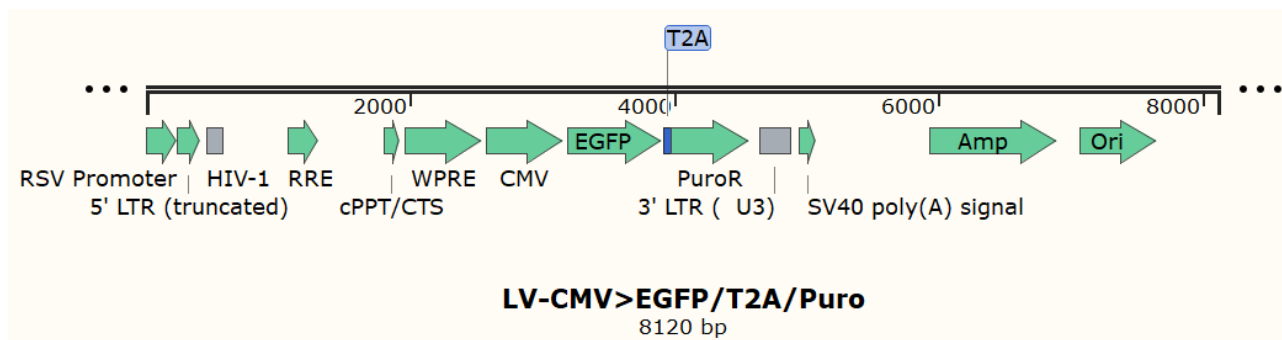 T2A
2000 4000 6000 8000
EGFP Amp Ori
RSV Promoter HIV-1 RRE WPRE CMV PuroR
5' LTR (truncated) cPPT/CTS 3' LTR ( U3) SV40 poly(A) signal
LV-CMV>EGFP/T2A/Puro
8120 bp